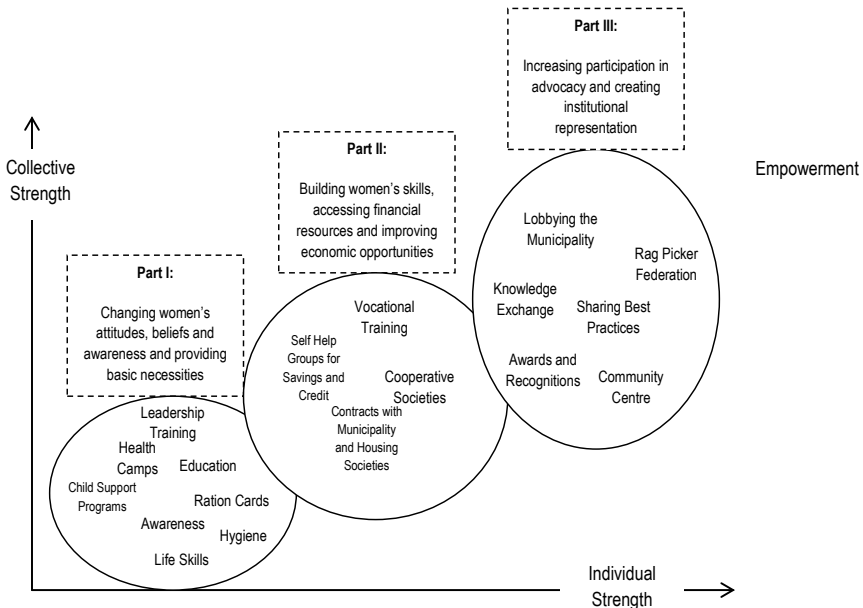 Part III:
Increasing participation in
advocacy and creating
institutional
representation
Part II:
Building women's skills,
accessing financial
resources and improving
economic opportunities
Part I:
Changing women's
attitudes, beliefs and
awareness and providing
basic necessities
Collective
Strength
Empowerment
Lobbying the
Municipality
Rag Picker
Federation
Knowledge
Exchange
Sharing Best
Practices
Awards and
Recognitions
Community
Centre
Vocational
Training
Self Help
Groups for
Savings and
Credit
Cooperative
Societies
Contracts with
Municipality
and Housing
Societies
Leadership
Training
Health
Camps
Education
Child Support
Programs
Ration Cards
Awareness
Hygiene
Life Skills
Individual
Strength